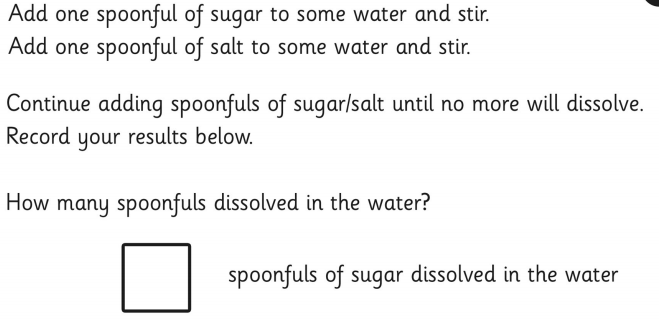 Add one spoonful of sugar to some water and stir.
Add one spoonful of salt to some water and stir.
Continue adding spoonfuls of sugar/salt until no more will dissolve.
Record your results below.
How many spoonfuls dissolved in the water?
spoonfuls of sugar dissolved in the water